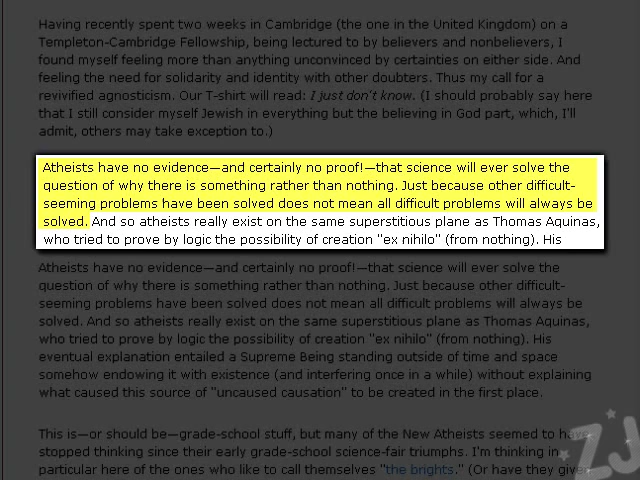 Having recently spent two weeks in Cambridge (the one in the United Kingdom) on a
Templeton-Cambridge Fellowship, being lectured to by believers and nonbelievers, I
found myself feeling more than anything unconvinced by certainties on either side. And
feeling the need for solidarity and identity with other doubters. Thus my call for a
revivified agnosticism. Our T-shirt will read: I just don't know. (I should probably say here
that I still consider myself Jewish in everything but the believing in God part, which, I'll
admit, others may take exception to.)
Atheists have no evidence—and certainly no proof!—that science will ever solve the
question of why there is something rather than nothing. Just because other difficult-
seeming problems have been solved does not mean all difficult problems will always be
solved. And so atheists really exist on the same superstitious plane as Thomas Aquinas,
who tried to prove by logic the possibility of creation "ex nihilo" (from nothing). His
Atheists have no evidence—and certainly no proof!—that science will ever solve the
question of why there is something rather than nothing. Just because other difficult-
seeming problems have been solved does not mean all difficult problems will always be
solved. And so atheists really exist on the same superstitious plane as Thomas Aquinas,
who tried to prove by logic the possibility of creation "ex nihilo" (from nothing). His
eventual explanation entailed a Supreme Being standing outside of time and space
somehow endowing it with existence (and interfering once in a while) without explaining
what caused this source of "uncaused causation" to be created in the first place.
This is—or should be—grade-school stuff, but many of the New Atheists seemed to have
stopped thinking since their early grade-school science-fair triumphs. I'm thinking in
particular here of the ones who like to call themselves "the brights." (Or have they given
ZJ